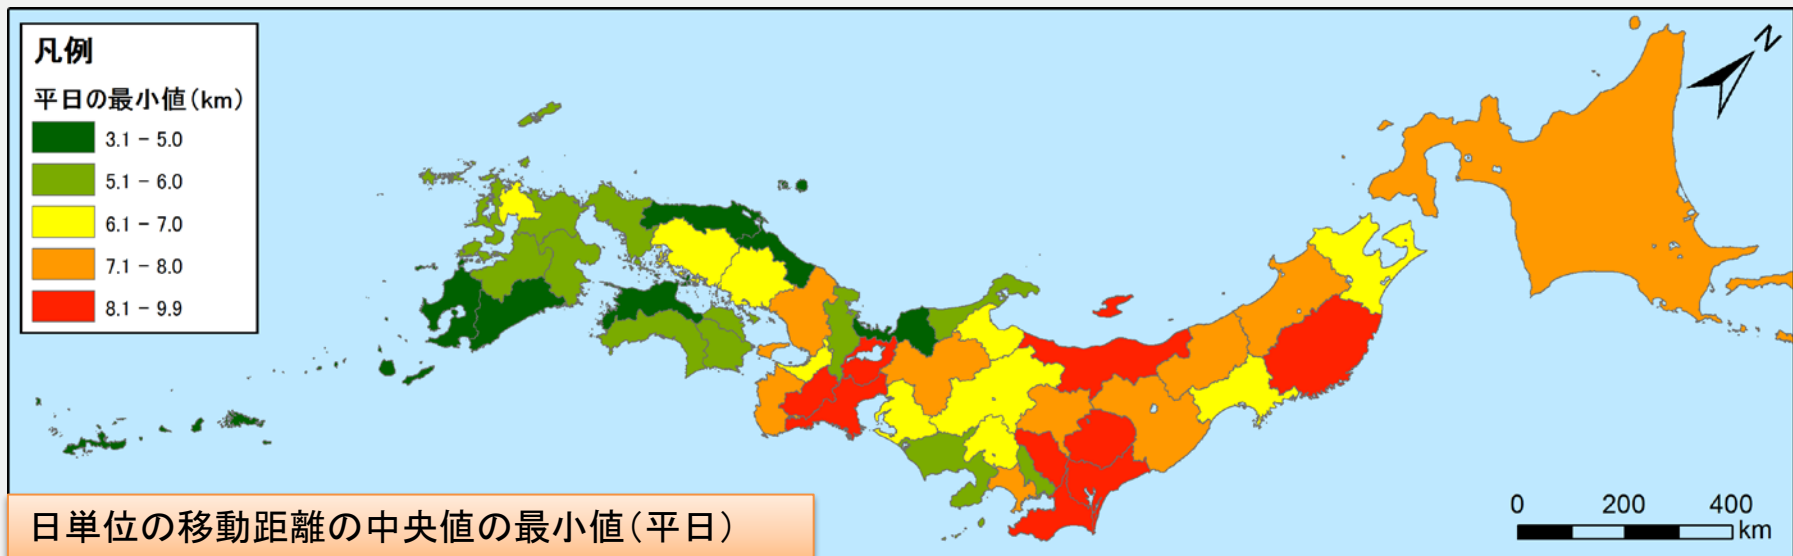 凡例
平日の最小値(km)
3.1 - 5.0
5.1 - 6.0
6.1 - 7.0
7.1 - 8.0
8.1 - 9.9
N
0 200 400
km
日単位の移動距離の中央値の最小値(平日)